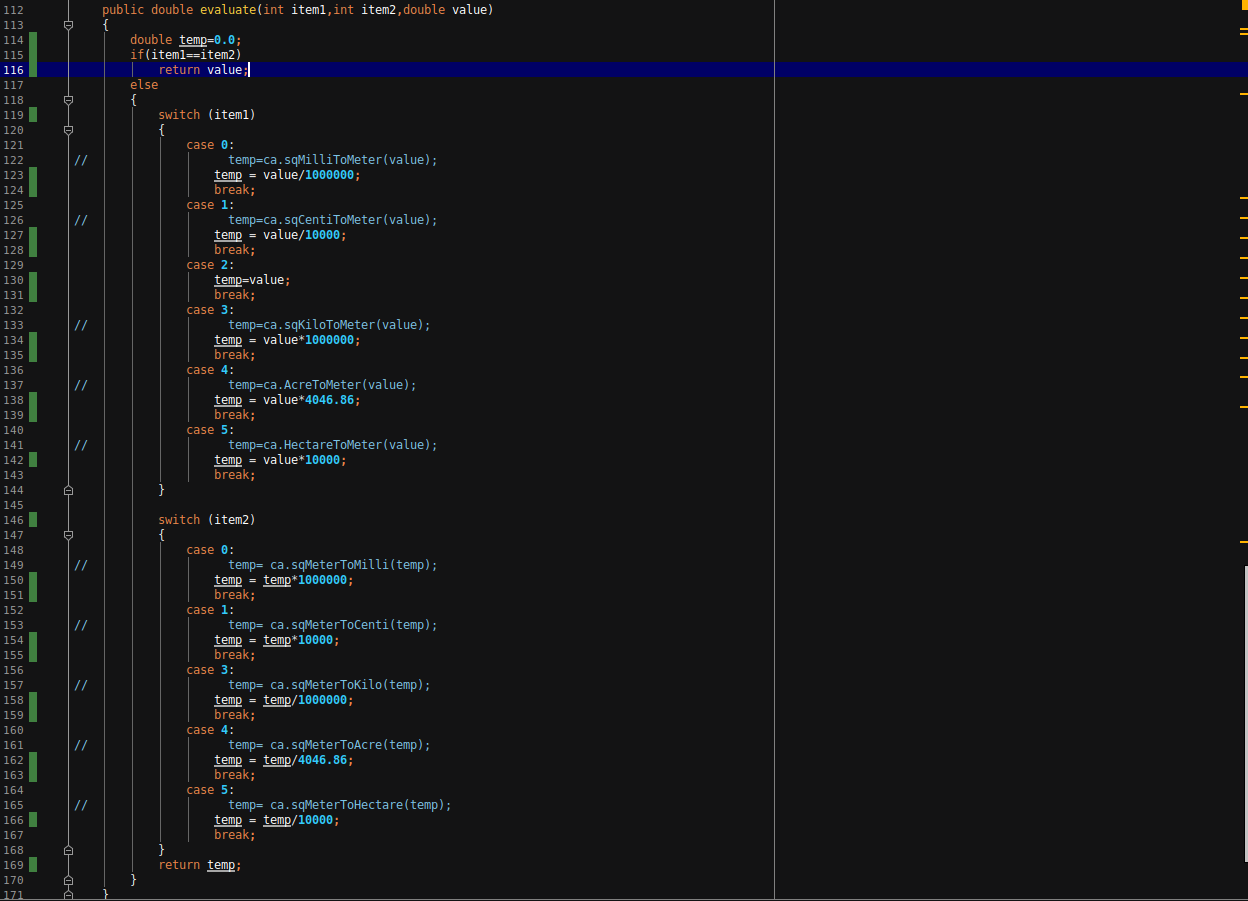 112 public double evaluate(int item1,int item2,double value)
113 {
114 double temp=0.0;
115 if(item1==item2)
116 return value;
117 else
118 {
119 switch (item1)
120 {
121 case 0:
122 // temp=ca.sqMilliToMeter(value);
123 temp = value/1000000;
124 break;
125 case 1:
126 // temp=ca.sqCentiToMeter(value);
127 temp = value/10000;
128 break;
129 case 2:
130 temp=value;
131 break;
132 case 3:
133 // temp=ca.sqKiloToMeter(value);
134 temp = value*1000000;
135 break;
136 case 4:
137 // temp=ca.AcreToMeter(value);
138 temp = value*4046.86;
139 break;
140 case 5:
141 // temp=ca.HectareToMeter(value);
142 temp = value*10000;
143 break;
144 }
145
146 switch (item2)
147 {
148 case 0:
149 // temp= ca.sqMeterToMilli(temp);
150 temp = temp*1000000;
151 break;
152 case 1:
153 // temp= ca.sqMeterToCenti(temp);
154 temp = temp*10000;
155 break;
156 case 3:
157 // temp= ca.sqMeterToKilo(temp);
158 temp = temp/1000000;
159 break;
160 case 4:
161 // temp= ca.sqMeterToAcre(temp);
162 temp = temp/4046.86;
163 break;
164 case 5:
165 // temp= ca.sqMeterToHectare(temp);
166 temp = temp/10000;
167 break;
168 }
169 return temp;
170 }
171 }